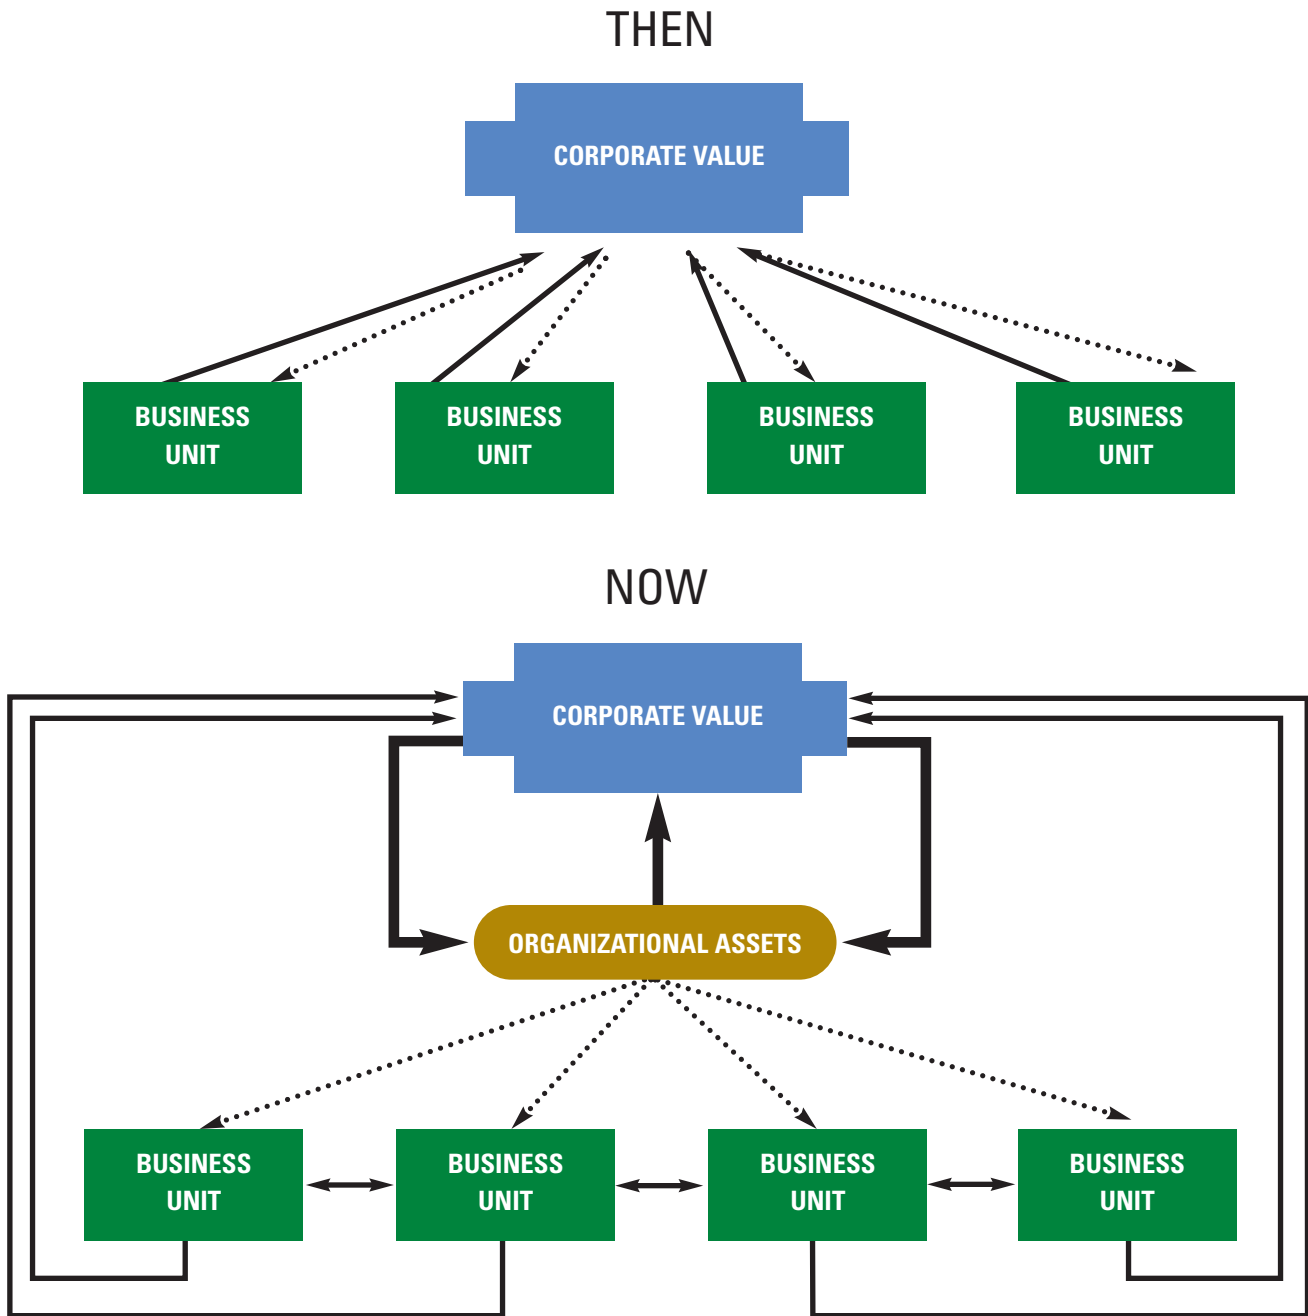 THEN
CORPORATE VALUE
BUSINESS
UNIT
BUSINESS
UNIT
BUSINESS
UNIT
BUSINESS
UNIT
NOW
CORPORATE VALUE
ORGANIZATIONAL ASSETS
BUSINESS
UNIT
BUSINESS
UNIT
BUSINESS
UNIT
BUSINESS
UNIT